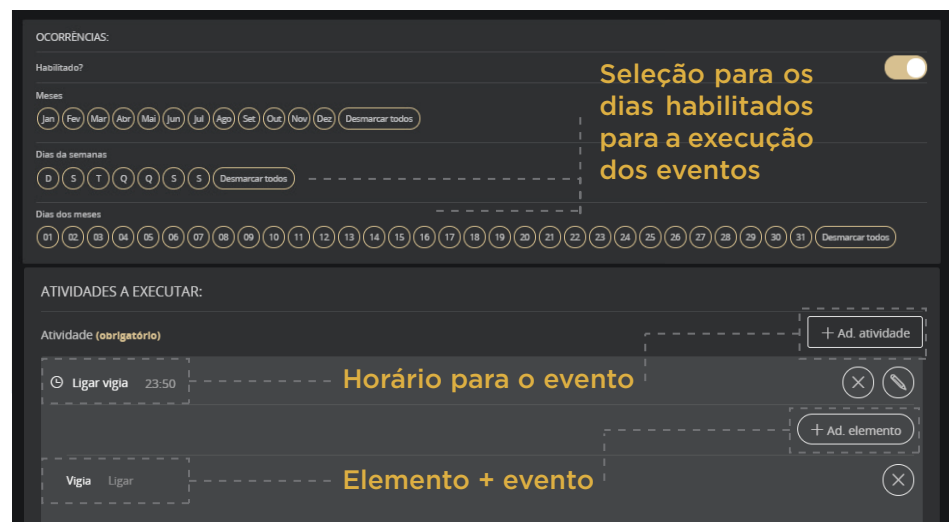 OCORRÊNCIAS:
Habilitado?
Seleção para os
dias habilitados
para a execução
dos eventos
Meses
Jan Fev Mar Abr Mai Jun Jul Ago Set Out Nov Dez Desmarcar todos
Dias da semanas
D S T Q Q S S Desmarcar todos
Dias dos meses
01 02 03 04 05 06 07 08 09 10 11 12 13 14 15 16 17 18 19 20 21 22 23 24 25 26 27 28 29 30 31 Desmarcar todos
ATIVIDADES A EXECUTAR:
Atividade (obrigatório)
+ Ad. atividade
Ligar vigia 23:50
Horário para o evento
+ Ad. elemento
Vigia Ligar
Elemento + evento